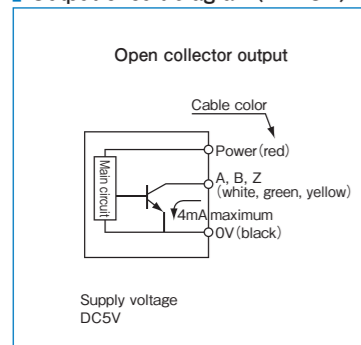 Open collector output
Cable color
Power(red)
Main circuit
A, B, Z
(white, green, yellow)
4mA maximum
0V(black)
Supply voltage
DC5V